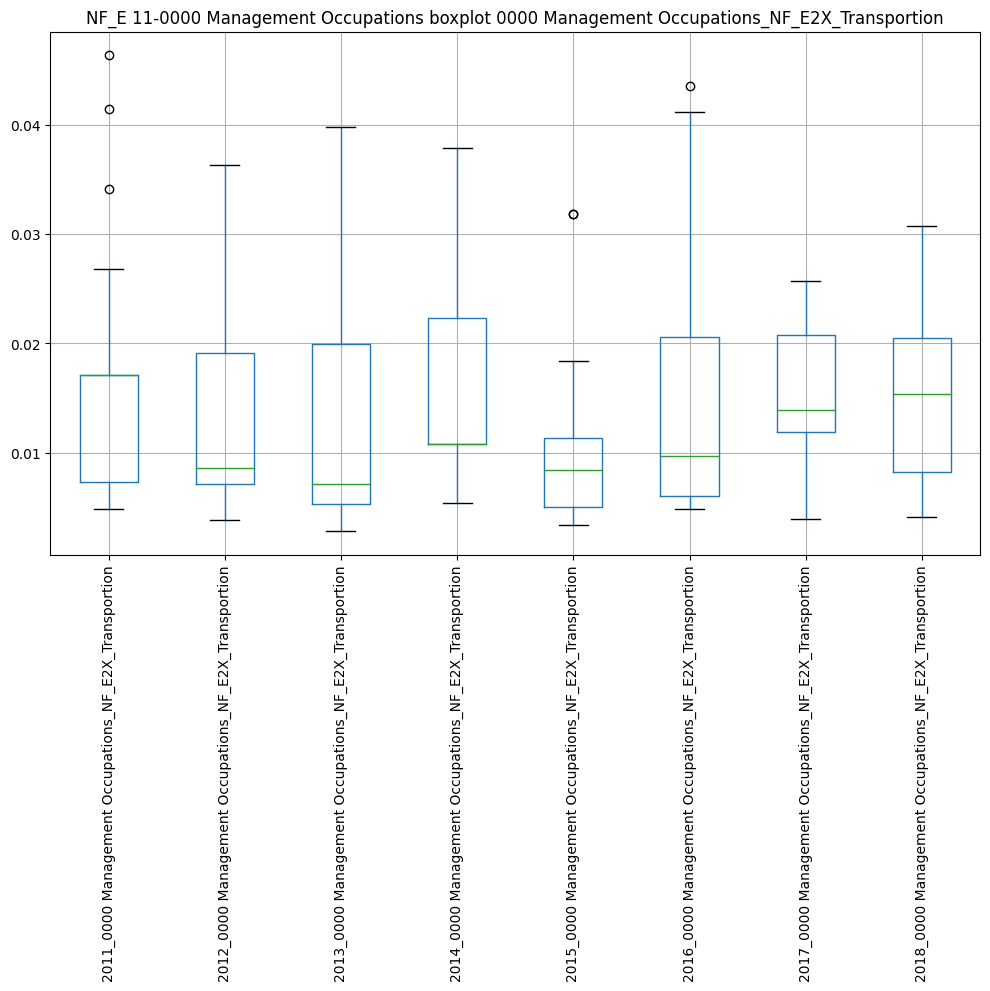 NF_E 11-0000 Management Occupations boxplot 0000 Management Occupations_NF_E2X_Transportion
0.04
0.03
0.02
0.01
2011_0000 Management Occupations_NF_E2X_Transportion
2012_0000 Management Occupations_NF_E2X_Transportion
2013_0000 Management Occupations_NF_E2X_Transportion
2014_0000 Management Occupations_NF_E2X_Transportion
2015_0000 Management Occupations_NF_E2X_Transportion
2016_0000 Management Occupations_NF_E2X_Transportion
2017_0000 Management Occupations_NF_E2X_Transportion
2018_0000 Management Occupations_NF_E2X_Transportion